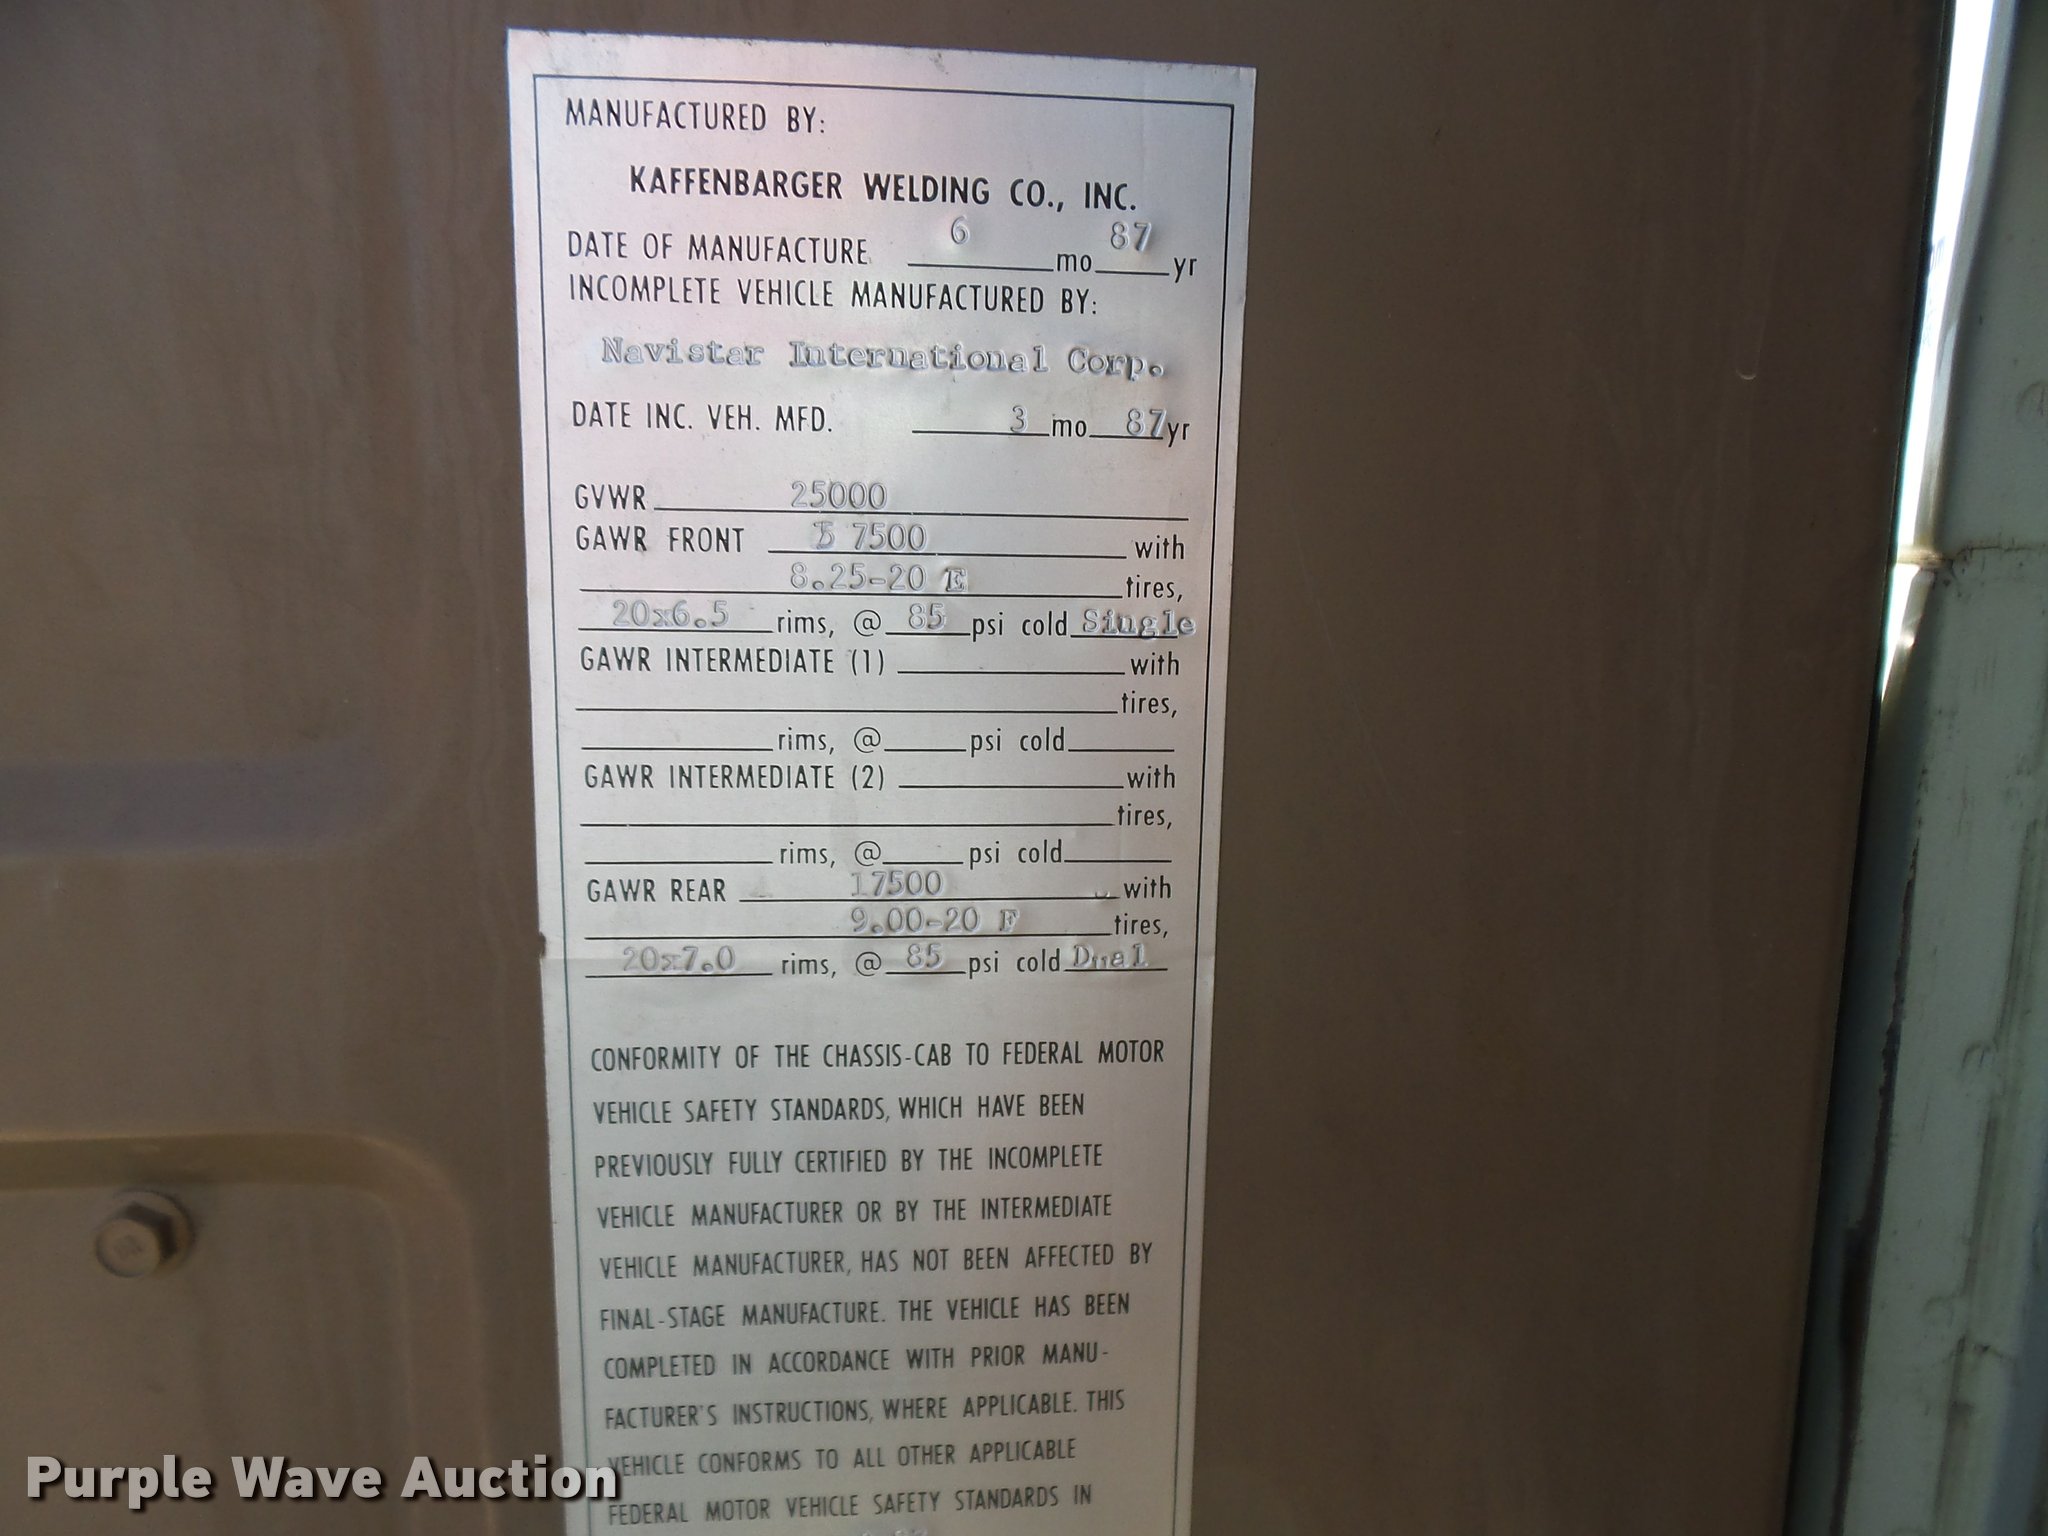 MANUFACTURED BY:
KAFFENBARGER WELDING CO., INC.
DATE OF MANUFACTURE 6 mo 87 yr
INCOMPLETE VEHICLE MANUFACTURED BY:
Navistar International Corp.
DATE INC. VEH. MFD. 3 mo 87 yr
GVWR 25000
GAWR FRONT 7500 with
8.25-20 E tires,
20x6.5 rims, @ 85 psi cold Single
GAWR INTERMEDIATE (1) with
tires,
rims, @ psi cold
GAWR INTERMEDIATE (2) with
tires,
rims, @ psi cold
GAWR REAR 17500 with
9.00-20 F tires,
20x7.0 rims, @ 85 psi cold Dual
CONFORMITY OF THE CHASSIS-CAB TO FEDERAL MOTOR
VEHICLE SAFETY STANDARDS, WHICH HAVE BEEN
PREVIOUSLY FULLY CERTIFIED BY THE INCOMPLETE
VEHICLE MANUFACTURER OR BY THE INTERMEDIATE
VEHICLE MANUFACTURER, HAS NOT BEEN AFFECTED BY
FINAL-STAGE MANUFACTURE. THE VEHICLE HAS BEEN
COMPLETED IN ACCORDANCE WITH PRIOR MANU-
FACTURER'S INSTRUCTIONS, WHERE APPLICABLE. THIS
VEHICLE CONFORMS TO ALL OTHER APPLICABLE
FEDERAL MOTOR VEHICLE SAFETY STANDARDS IN
Purple Wave Auction